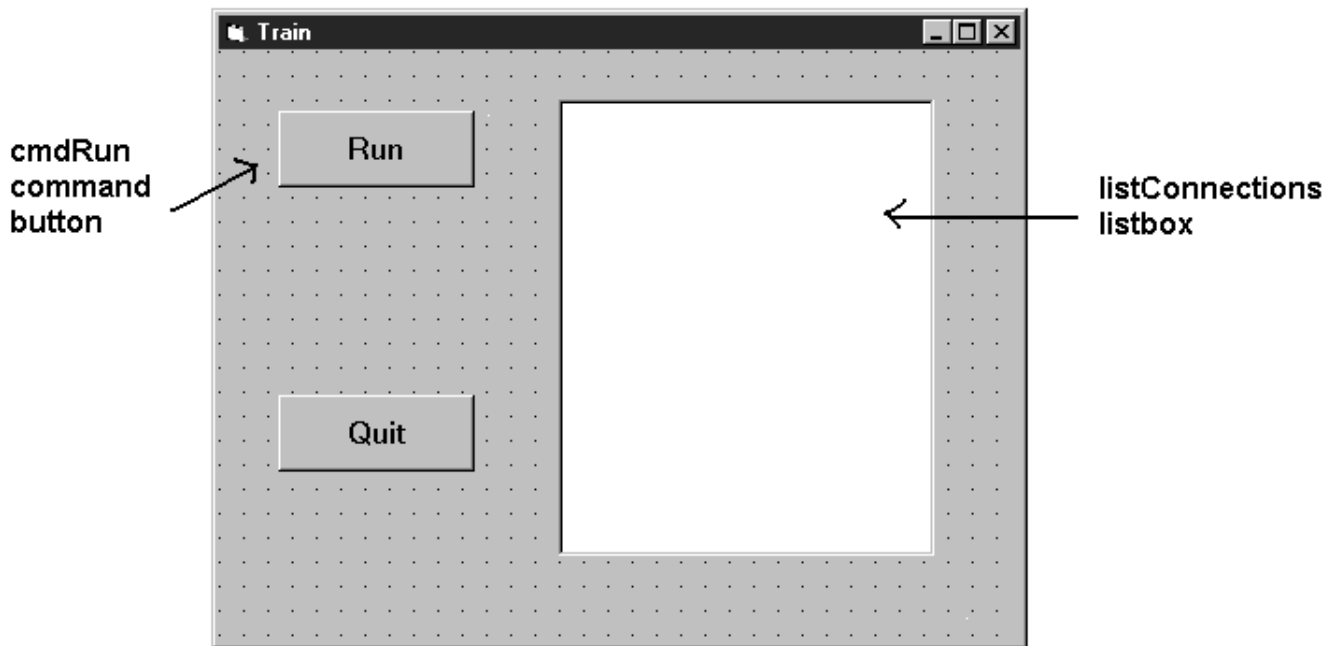 Train
cmdRun
command
button
Run
listConnections
listbox
Quit